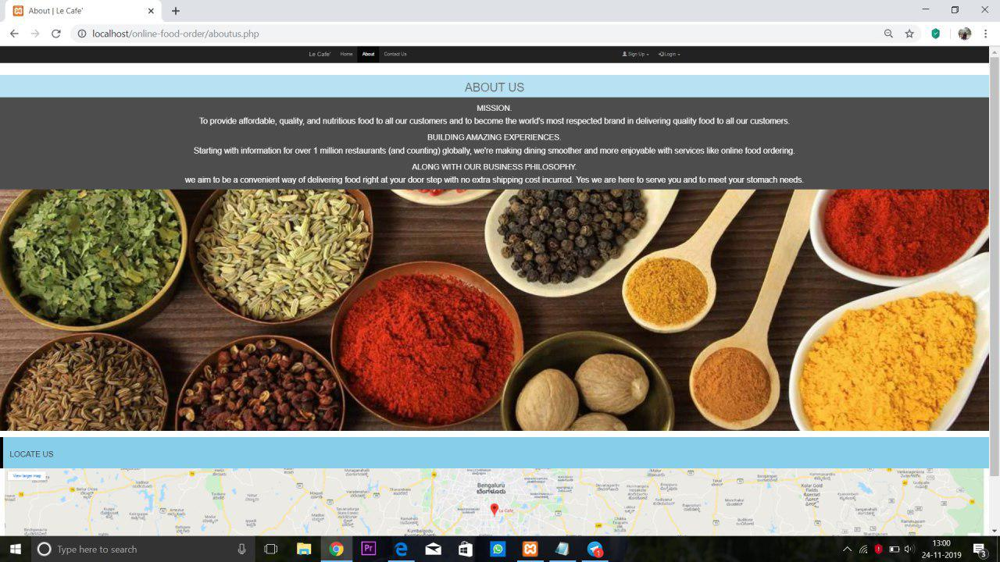 About | Le Cafe'
localhost/online-food-order/aboutus.php
Le Cafe' Home About Contact Us Sign Up Login
ABOUT US
MISSION.
To provide affordable, quality, and nutritious food to all our customers and to become the world's most respected brand in delivering quality food to all our customers.
BUILDING AMAZING EXPERIENCES.
Starting with information for over 1 million restaurants (and counting) globally, we're making dining smoother and more enjoyable with services like online food ordering.
ALONG WITH OUR BUSINESS PHILOSOPHY.
we aim to be a convenient way of delivering food right at your door step with no extra shipping cost incurred. Yes we are here to serve you and to meet your stomach needs.
LOCATE US
View larger map
Bengaluru
ಬೆಂಗಳೂರು
Le Cafe
Kolar Gold
Fields
Kumbalgodu
Type here to search
Pr
13:00
24-11-2019
3